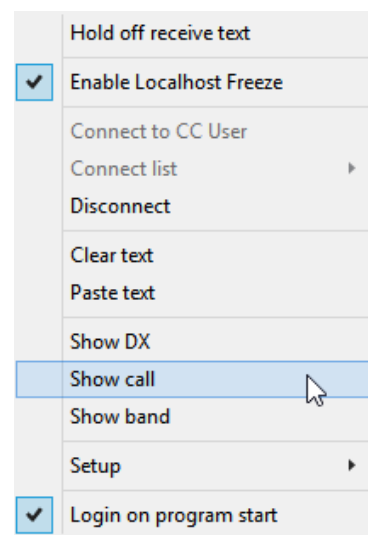 Hold off receive text
Enable Localhost Freeze
Connect to CC User
Connect list
Disconnect
Clear text
Paste text
Show DX
Show call
Show band
Setup
Login on program start